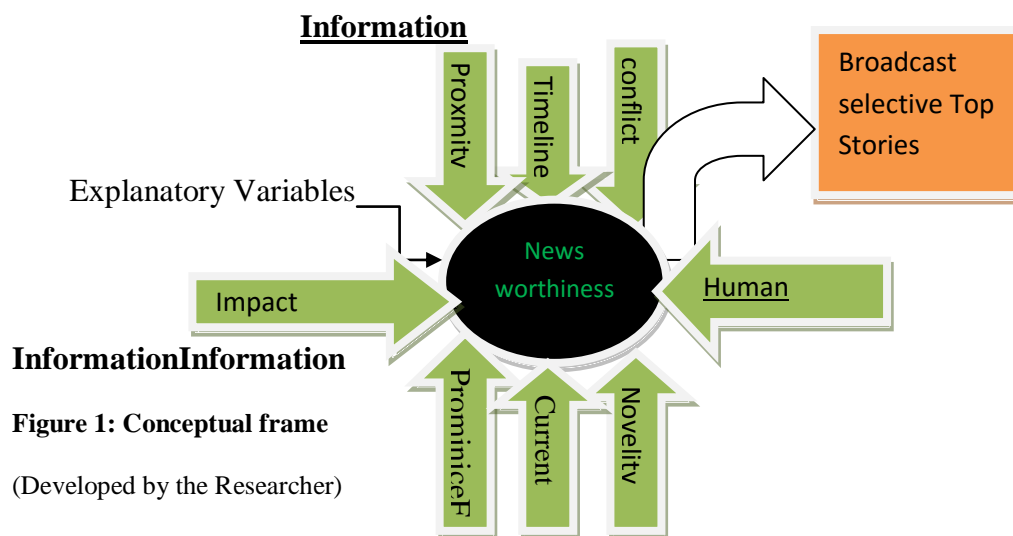 Information
Proxmity
Timeline
conflict
Broadcast
selective Top
Stories
Explanatory Variables
News
worthiness
Impact
Human
InformationInformation
Figure 1: Conceptual frame
(Developed by the Researcher)
ProminiceF
Current
Novelity